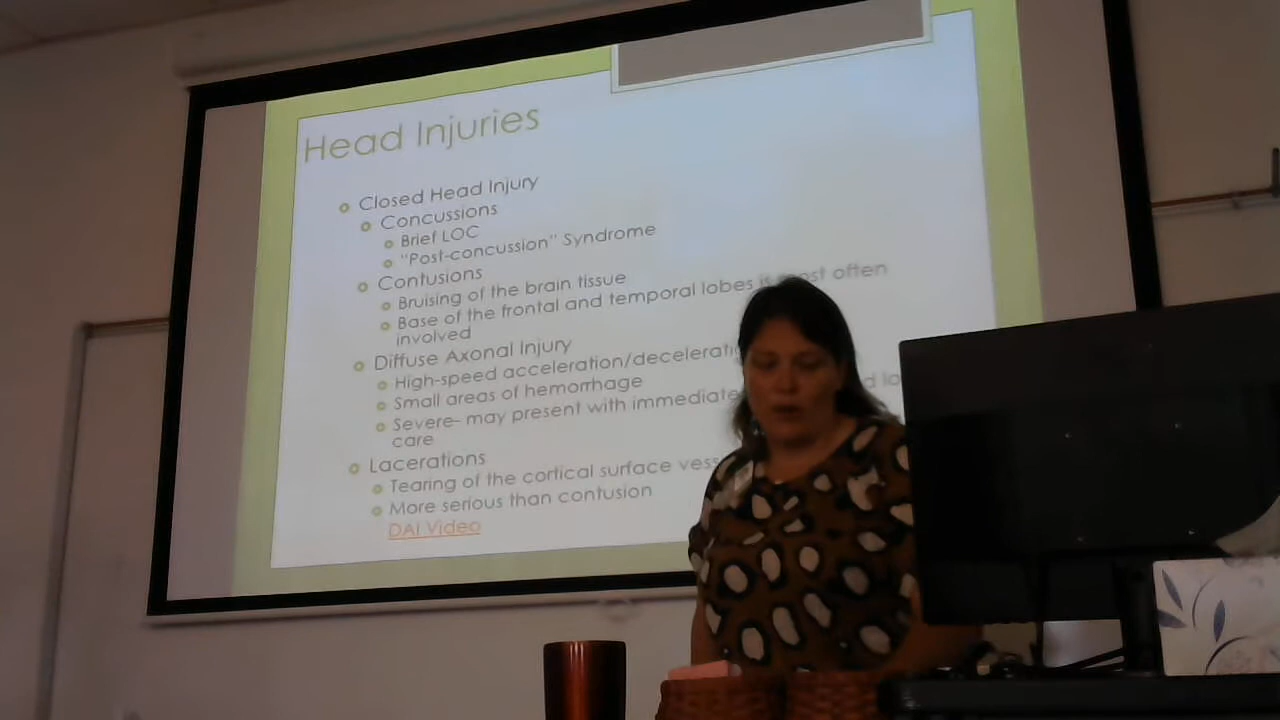 Head Injuries
Closed Head Injury
Concussions
Brief LOC
"Post-concussion" Syndrome
Contusions
Bruising of the brain tissue
Base of the frontal and temporal lobes is most often
involved
Diffuse Axonal Injury
High-speed acceleration/decelerati
Small areas of hemorrhage
Severe- may present with immediate
care
Lacerations
Tearing of the cortical surface vess
More serious than contusion
DAI Video